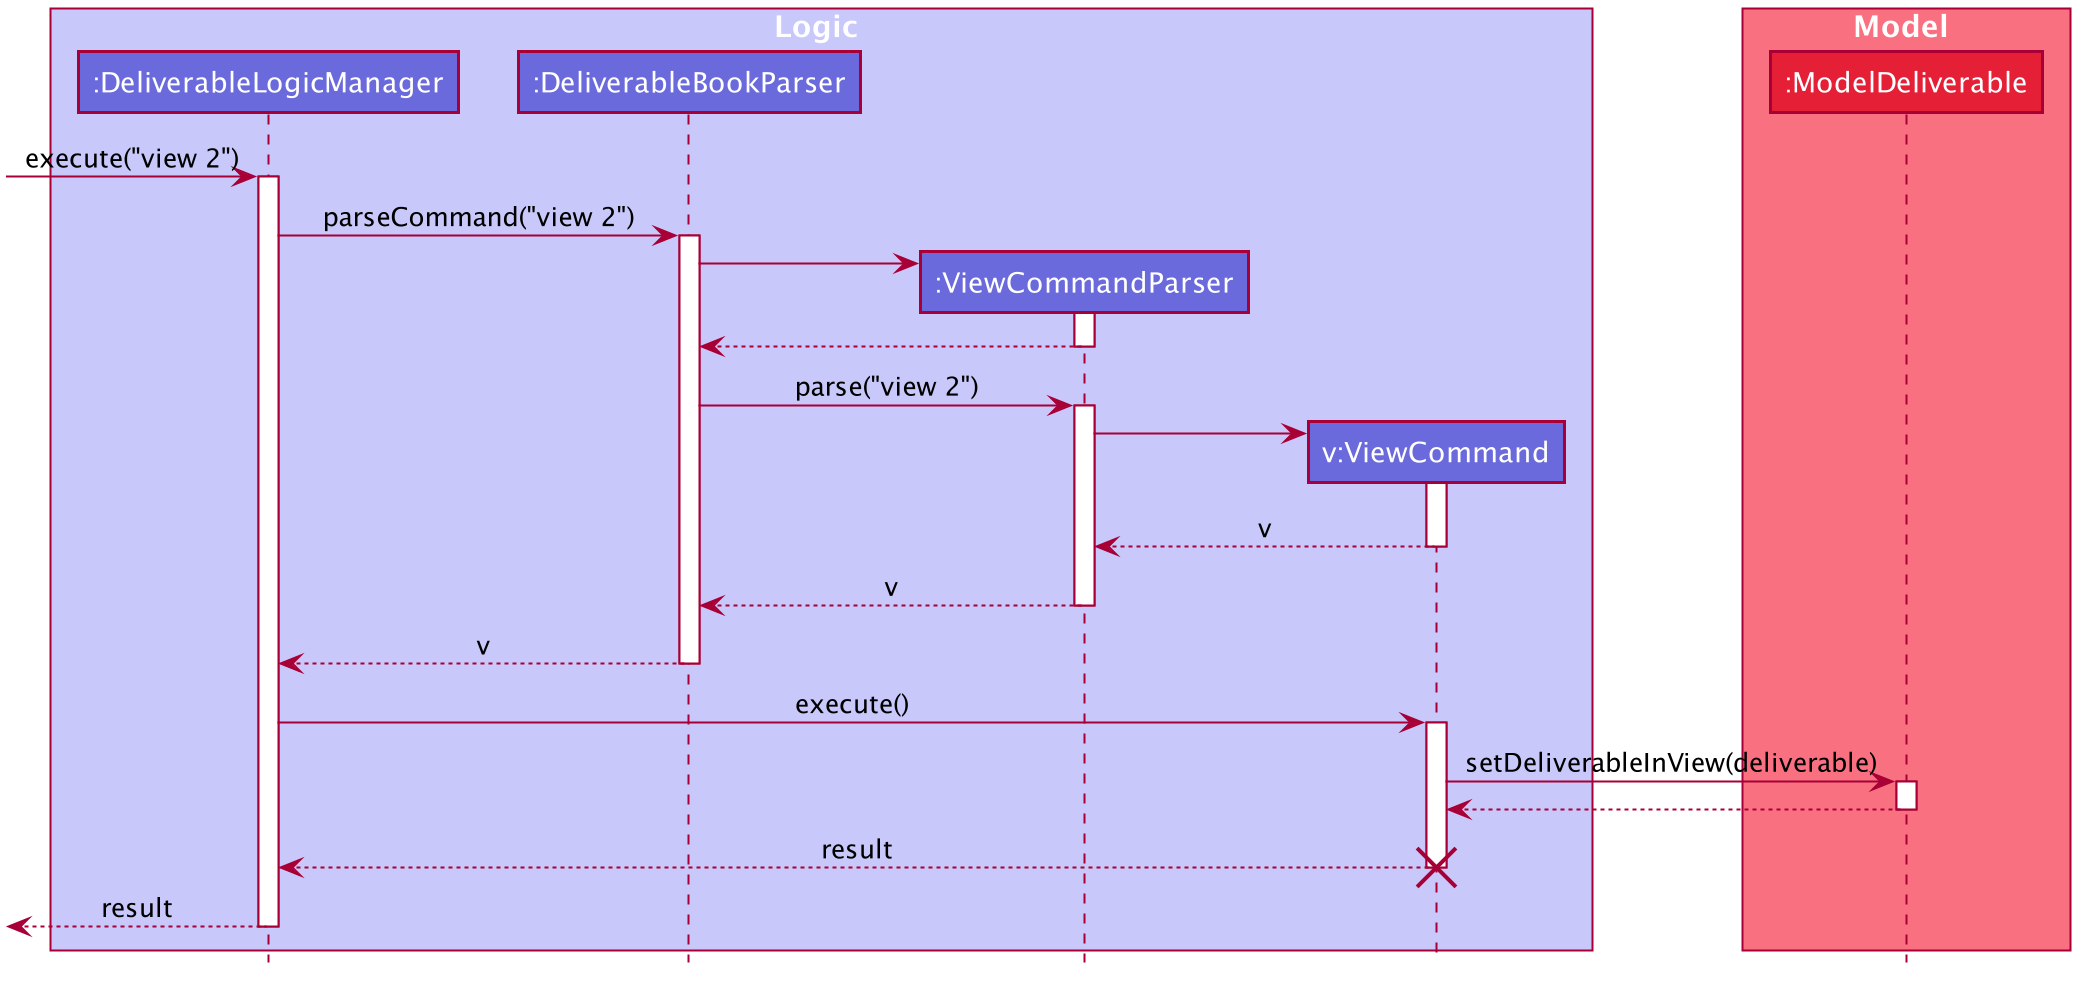 Logic
Model
:DeliverableLogicManager
:DeliverableBookParser
:ModelDeliverable
execute("view 2")
parseCommand("view 2")
:ViewCommandParser
parse("view 2")
v:ViewCommand
v
v
v
execute()
setDeliverableInView(deliverable)
result
result